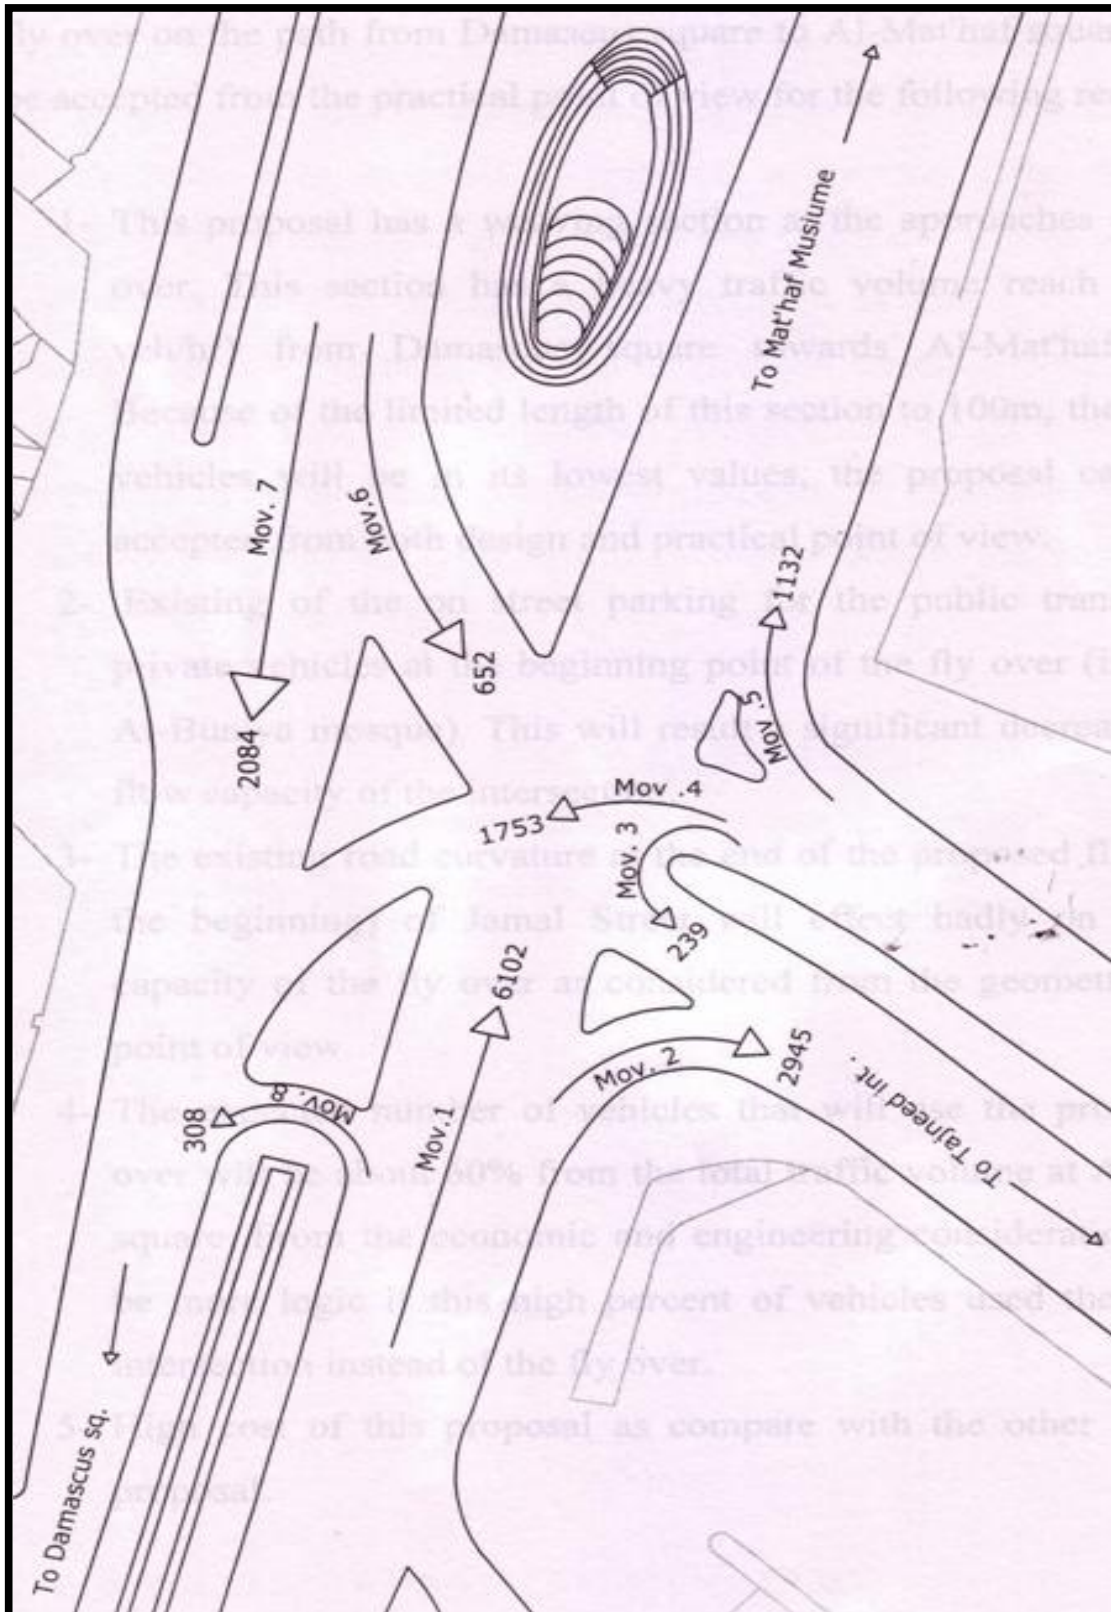 ly over on the path from Damascus square to Al-Mat'haf squa
be accepted from the practical point of view for the following re
1- This proposal has a weaving section at the approaches
over. This section has a heavy traffic volume reach
veh/hr) from Damascus square towards Al-Mat'haf
Because of the limited length of this section to 100m, the
vehicles will be in its lowest values, the proposal ca
accepted from both design and practical point of view.
2- Existing of the on street parking for the public tran
private vehicles at the beginning point of the fly over (i
Al-Buneya mosque). This will result significant decrea
flow capacity of the intersection.
3- The existing road curvature at the end of the proposed fl
the beginning) of Jamal Street will effect badly on
capacity of the fly over as considered from the geomet
point of view
4- The number of vehicles that will use the pro
over will be about 60% from the total traffic volume at A
square. From the economic and engineering considerati
be more logic if this high percent of vehicles used the
intersection instead of the fly over.
5- High cost of this proposal as compare with the other
proposal.
To Mat'haf Musiume
Mov. 7
Mov.6
2084
652
1132
Mov .5
Mov .4
1753
Mov. 3
239
6102
Mov.1
Mov. 2
2945
Mov. 8
308
To Tajneed int .
To Damascus sq.